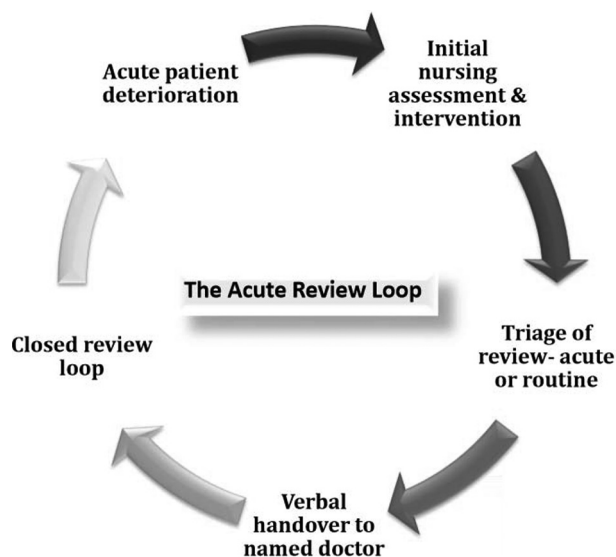 Acute patient
deterioration
Initial
nursing
assessment &
intervention
The Acute Review Loop
Triage of
review- acute
or routine
Verbal
handover to
named doctor
Closed review
loop